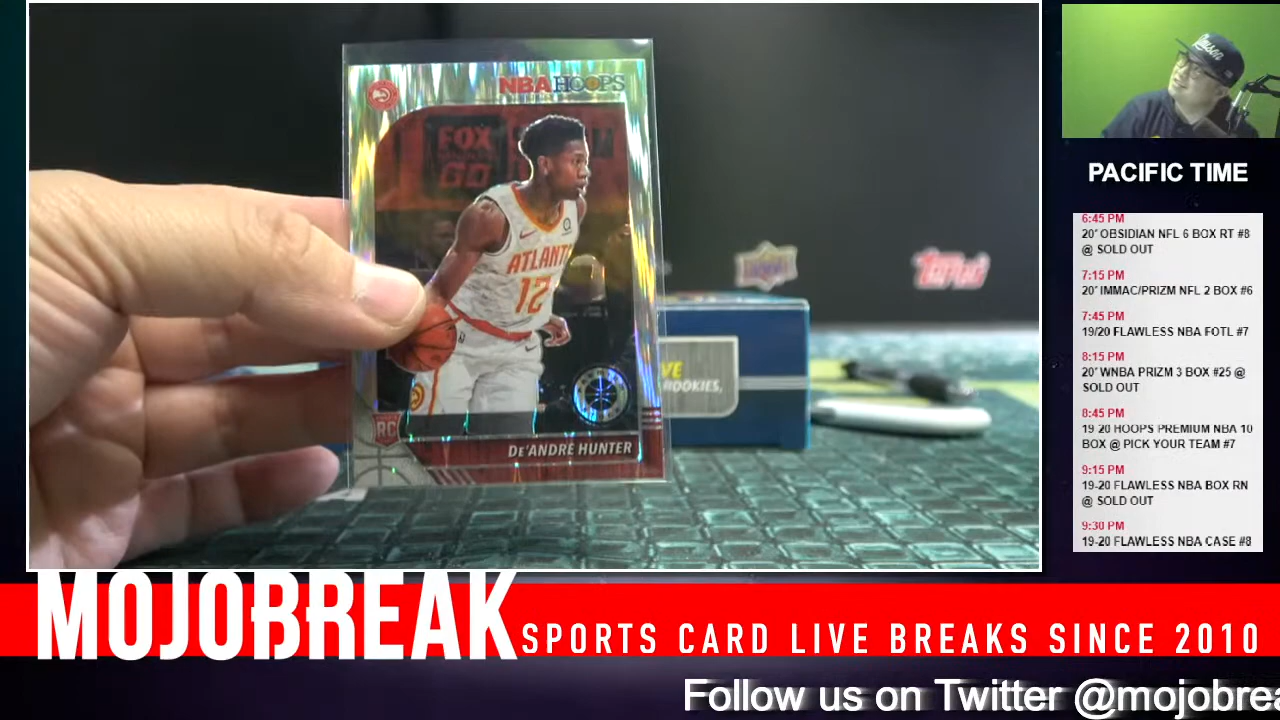 NBA HOOPS
FOX
GO
ATLANTA
12
RC
DE'ANDRE HUNTER
VE
ROOKIES,
topps
PACIFIC TIME
6:45 PM
20' OBSIDIAN NFL 6 BOX RT #8
@ SOLD OUT
7:15 PM
20' IMMAC/PRIZM NFL 2 BOX #6
7:45 PM
19/20 FLAWLESS NBA FOTL #7
8:15 PM
20' WNBA PRIZM 3 BOX #25 @
SOLD OUT
8:45 PM
19-20 HOOPS PREMIUM NBA 10
BOX @ PICK YOUR TEAM #7
9:15 PM
19-20 FLAWLESS NBA BOX RN
@ SOLD OUT
9:30 PM
19-20 FLAWLESS NBA CASE #8
MOJOBREAK
SPORTS CARD LIVE BREAKS SINCE 2010
Follow us on Twitter @mojobrea